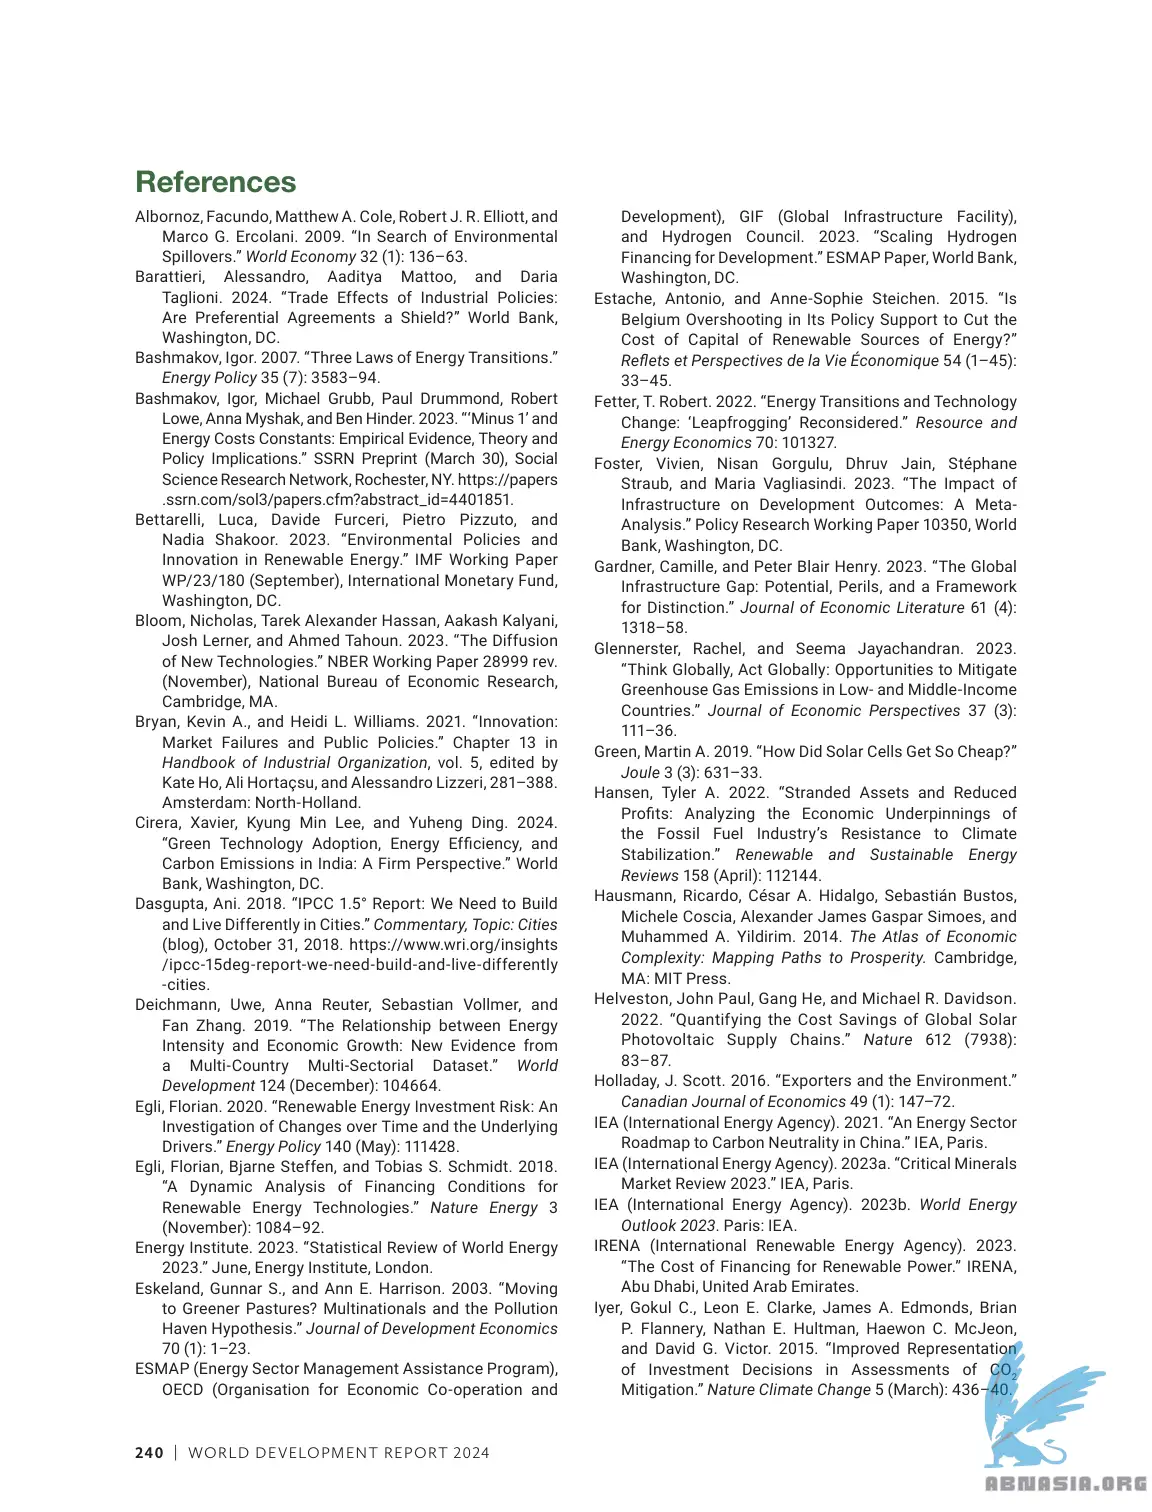 References
Albornoz, Facundo, Matthew A. Cole, Robert J. R. Elliott, and
Marco G. Ercolani. 2009. “In Search of Environmental
Spillovers.” World Economy 32 (1): 136–63.
Barattieri, Alessandro, Aaditya Mattoo, and Daria
Taglioni. 2024. “Trade Effects of Industrial Policies:
Are Preferential Agreements a Shield?” World Bank,
Washington, DC.
Bashmakov, Igor. 2007. “Three Laws of Energy Transitions.”
Energy Policy 35 (7): 3583–94.
Bashmakov, Igor, Michael Grubb, Paul Drummond, Robert
Lowe, Anna Myshak, and Ben Hinder. 2023. “‘Minus 1’ and
Energy Costs Constants: Empirical Evidence, Theory and
Policy Implications.” SSRN Preprint (March 30), Social
Science Research Network, Rochester, NY. https://papers
.ssrn.com/sol3/papers.cfm?abstract_id=4401851.
Bettarelli, Luca, Davide Furceri, Pietro Pizzuto, and
Nadia Shakoor. 2023. “Environmental Policies and
Innovation in Renewable Energy.” IMF Working Paper
WP/23/180 (September), International Monetary Fund,
Washington, DC.
Bloom, Nicholas, Tarek Alexander Hassan, Aakash Kalyani,
Josh Lerner, and Ahmed Tahoun. 2023. “The Diffusion
of New Technologies.” NBER Working Paper 28999 rev.
(November), National Bureau of Economic Research,
Cambridge, MA.
Bryan, Kevin A., and Heidi L. Williams. 2021. “Innovation:
Market Failures and Public Policies.” Chapter 13 in
Handbook of Industrial Organization, vol. 5, edited by
Kate Ho, Ali Hortaçsu, and Alessandro Lizzeri, 281–388.
Amsterdam: North-Holland.
Cirera, Xavier, Kyung Min Lee, and Yuheng Ding. 2024.
“Green Technology Adoption, Energy Efficiency, and
Carbon Emissions in India: A Firm Perspective.” World
Bank, Washington, DC.
Dasgupta, Ani. 2018. “IPCC 1.5° Report: We Need to Build
and Live Differently in Cities.” Commentary, Topic: Cities
(blog), October 31, 2018. https://www.wri.org/insights
/ipcc-15deg-report-we-need-build-and-live-differently
-cities.
Deichmann, Uwe, Anna Reuter, Sebastian Vollmer, and
Fan Zhang. 2019. “The Relationship between Energy
Intensity and Economic Growth: New Evidence from
a Multi-Country Multi-Sectorial Dataset.” World
Development 124 (December): 104664.
Egli, Florian. 2020. “Renewable Energy Investment Risk: An
Investigation of Changes over Time and the Underlying
Drivers.” Energy Policy 140 (May): 111428.
Egli, Florian, Bjarne Steffen, and Tobias S. Schmidt. 2018.
“A Dynamic Analysis of Financing Conditions for
Renewable Energy Technologies.” Nature Energy 3
(November): 1084–92.
Energy Institute. 2023. “Statistical Review of World Energy
2023.” June, Energy Institute, London.
Eskeland, Gunnar S., and Ann E. Harrison. 2003. “Moving
to Greener Pastures? Multinationals and the Pollution
Haven Hypothesis.” Journal of Development Economics
70 (1): 1–23.
ESMAP (Energy Sector Management Assistance Program),
OECD (Organisation for Economic Co-operation and
Development), GIF (Global Infrastructure Facility),
and Hydrogen Council. 2023. “Scaling Hydrogen
Financing for Development.” ESMAP Paper, World Bank,
Washington, DC.
Estache, Antonio, and Anne-Sophie Steichen. 2015. “Is
Belgium Overshooting in Its Policy Support to Cut the
Cost of Capital of Renewable Sources of Energy?”
Reflets et Perspectives de la Vie Économique 54 (1–45):
33–45.
Fetter, T. Robert. 2022. “Energy Transitions and Technology
Change: ‘Leapfrogging’ Reconsidered.” Resource and
Energy Economics 70: 101327.
Foster, Vivien, Nisan Gorgulu, Dhruv Jain, Stéphane
Straub, and Maria Vagliasindi. 2023. “The Impact of
Infrastructure on Development Outcomes: A Meta-
Analysis.” Policy Research Working Paper 10350, World
Bank, Washington, DC.
Gardner, Camille, and Peter Blair Henry. 2023. “The Global
Infrastructure Gap: Potential, Perils, and a Framework
for Distinction.” Journal of Economic Literature 61 (4):
1318–58.
Glennerster, Rachel, and Seema Jayachandran. 2023.
“Think Globally, Act Globally: Opportunities to Mitigate
Greenhouse Gas Emissions in Low- and Middle-Income
Countries.” Journal of Economic Perspectives 37 (3):
111–36.
Green, Martin A. 2019. “How Did Solar Cells Get So Cheap?”
Joule 3 (3): 631–33.
Hansen, Tyler A. 2022. “Stranded Assets and Reduced
Profits: Analyzing the Economic Underpinnings of
the Fossil Fuel Industry’s Resistance to Climate
Stabilization.” Renewable and Sustainable Energy
Reviews 158 (April): 112144.
Hausmann, Ricardo, César A. Hidalgo, Sebastián Bustos,
Michele Coscia, Alexander James Gaspar Simoes, and
Muhammed A. Yildirim. 2014. The Atlas of Economic
Complexity: Mapping Paths to Prosperity. Cambridge,
MA: MIT Press.
Helveston, John Paul, Gang He, and Michael R. Davidson.
2022. “Quantifying the Cost Savings of Global Solar
Photovoltaic Supply Chains.” Nature 612 (7938):
83–87.
Holladay, J. Scott. 2016. “Exporters and the Environment.”
Canadian Journal of Economics 49 (1): 147–72.
IEA (International Energy Agency). 2021. “An Energy Sector
Roadmap to Carbon Neutrality in China.” IEA, Paris.
IEA (International Energy Agency). 2023a. “Critical Minerals
Market Review 2023.” IEA, Paris.
IEA (International Energy Agency). 2023b. World Energy
Outlook 2023. Paris: IEA.
IRENA (International Renewable Energy Agency). 2023.
“The Cost of Financing for Renewable Power.” IRENA,
Abu Dhabi, United Arab Emirates.
Iyer, Gokul C., Leon E. Clarke, James A. Edmonds, Brian
P. Flannery, Nathan E. Hultman, Haewon C. McJeon,
and David G. Victor. 2015. “Improved Representation
of Investment Decisions in Assessments of CO₂
Mitigation.” Nature Climate Change 5 (March): 436–40.
240 | WORLD DEVELOPMENT REPORT 2024
ABNASIA.ORG